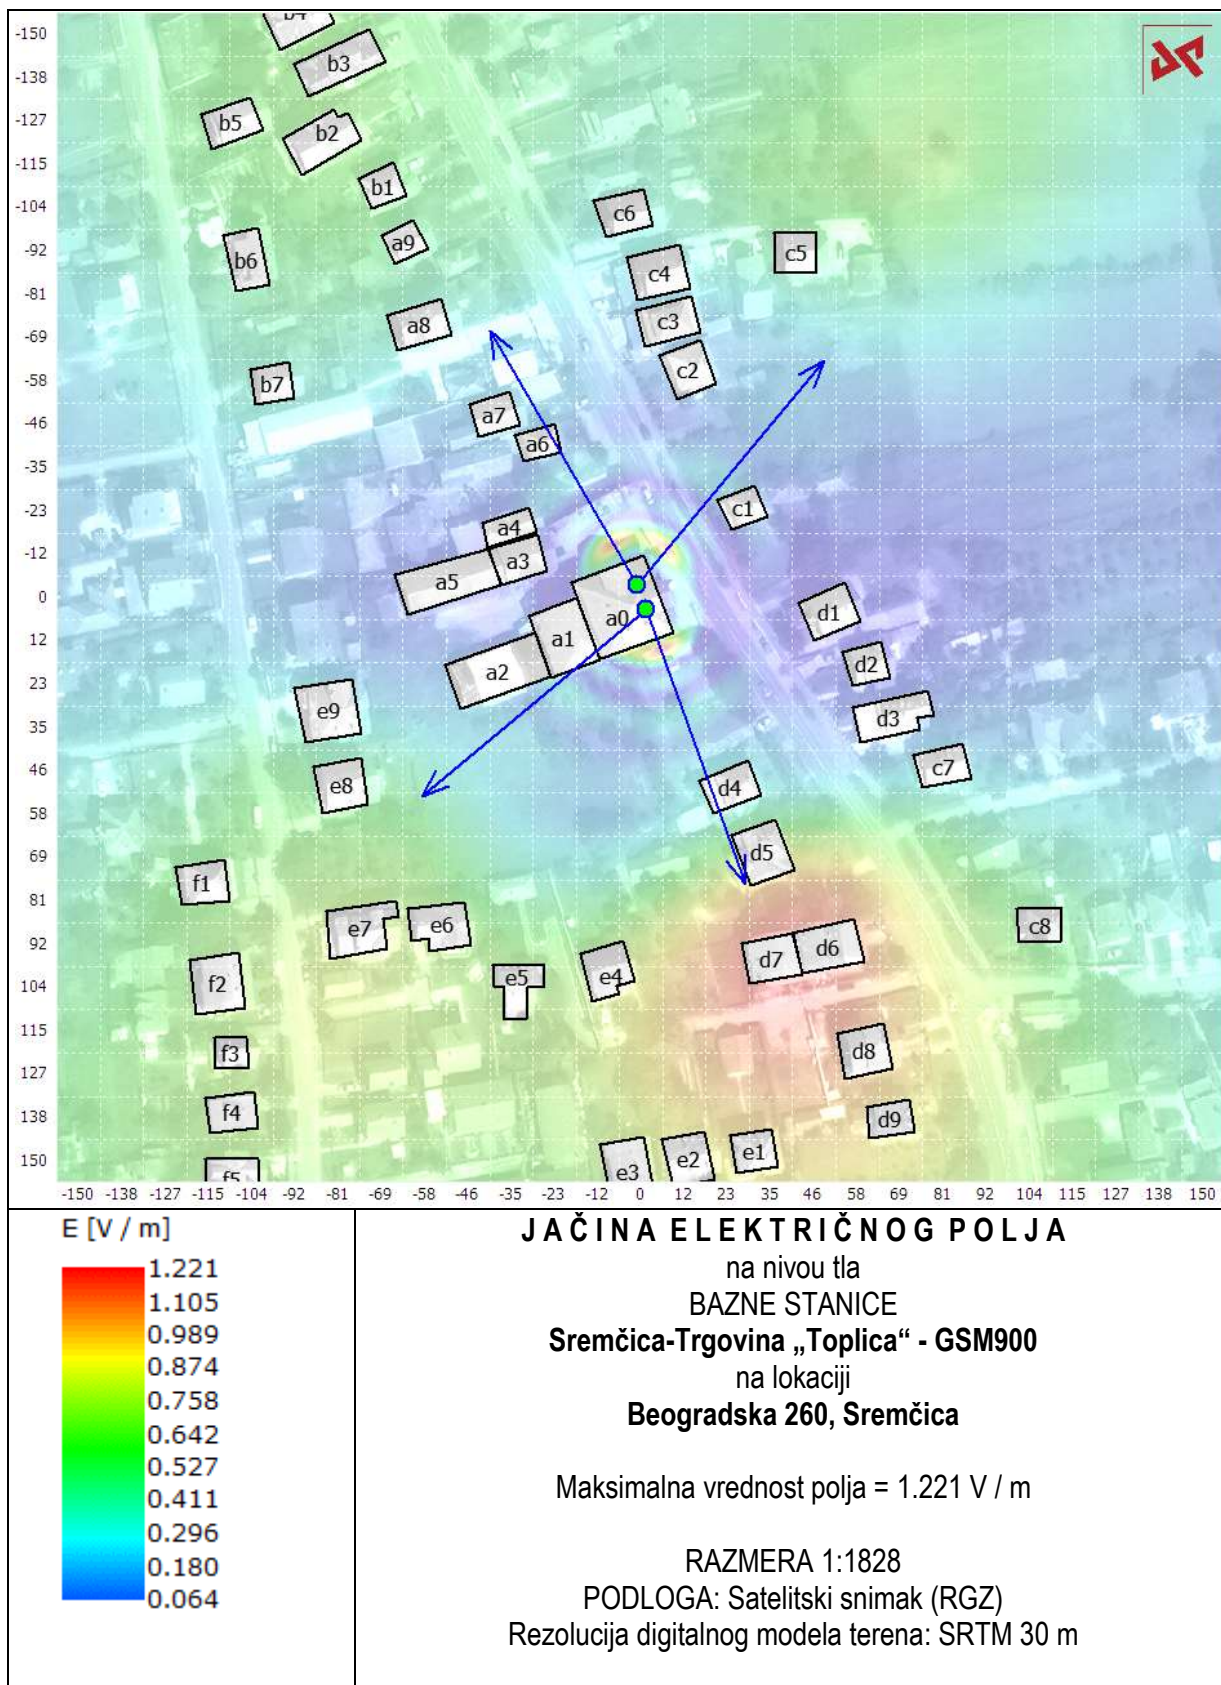 -150
-138
-127
-115
-104
-92
-81
-69
-58
-46
-35
-23
-12
0
12
23
35
46
58
69
81
92
104
115
127
138
150
b4
b3
b5
b2
b1
a9
b6
a8
b7
a7
a6
c6
c5
c4
c3
c2
c1
a4
a3
a5
a0
a1
a2
d1
d2
d3
c7
e9
e8
d4
d5
f1
e7
e6
e5
e4
d7
d6
c8
f2
f3
f4
f5
d8
d9
e3
e2
e1
-150 -138 -127 -115 -104 -92 -81 -69 -58 -46 -35 -23 -12 0 12 23 35 46 58 69 81 92 104 115 127 138 150
E [V / m]
1.221
1.105
0.989
0.874
0.758
0.642
0.527
0.411
0.296
0.180
0.064
JAČINA ELEKTRIČNOG POLJA
na nivou tla
BAZNE STANICE
Sremčica-Trgovina „Toplica“ - GSM900
na lokaciji
Beogradska 260, Sremčica
Maksimalna vrednost polja = 1.221 V / m
RAZMERA 1:1828
PODLOGA: Satelitski snimak (RGZ)
Rezolucija digitalnog modela terena: SRTM 30 m